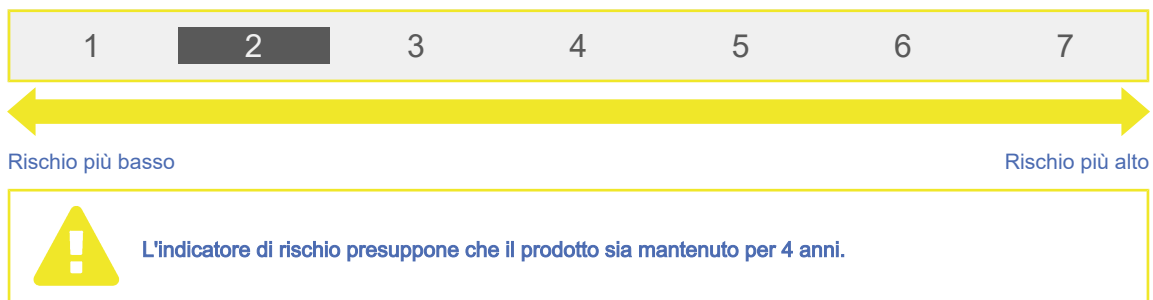 1 2 3 4 5 6 7
Rischio più basso Rischio più alto
L'indicatore di rischio presuppone che il prodotto sia mantenuto per 4 anni.